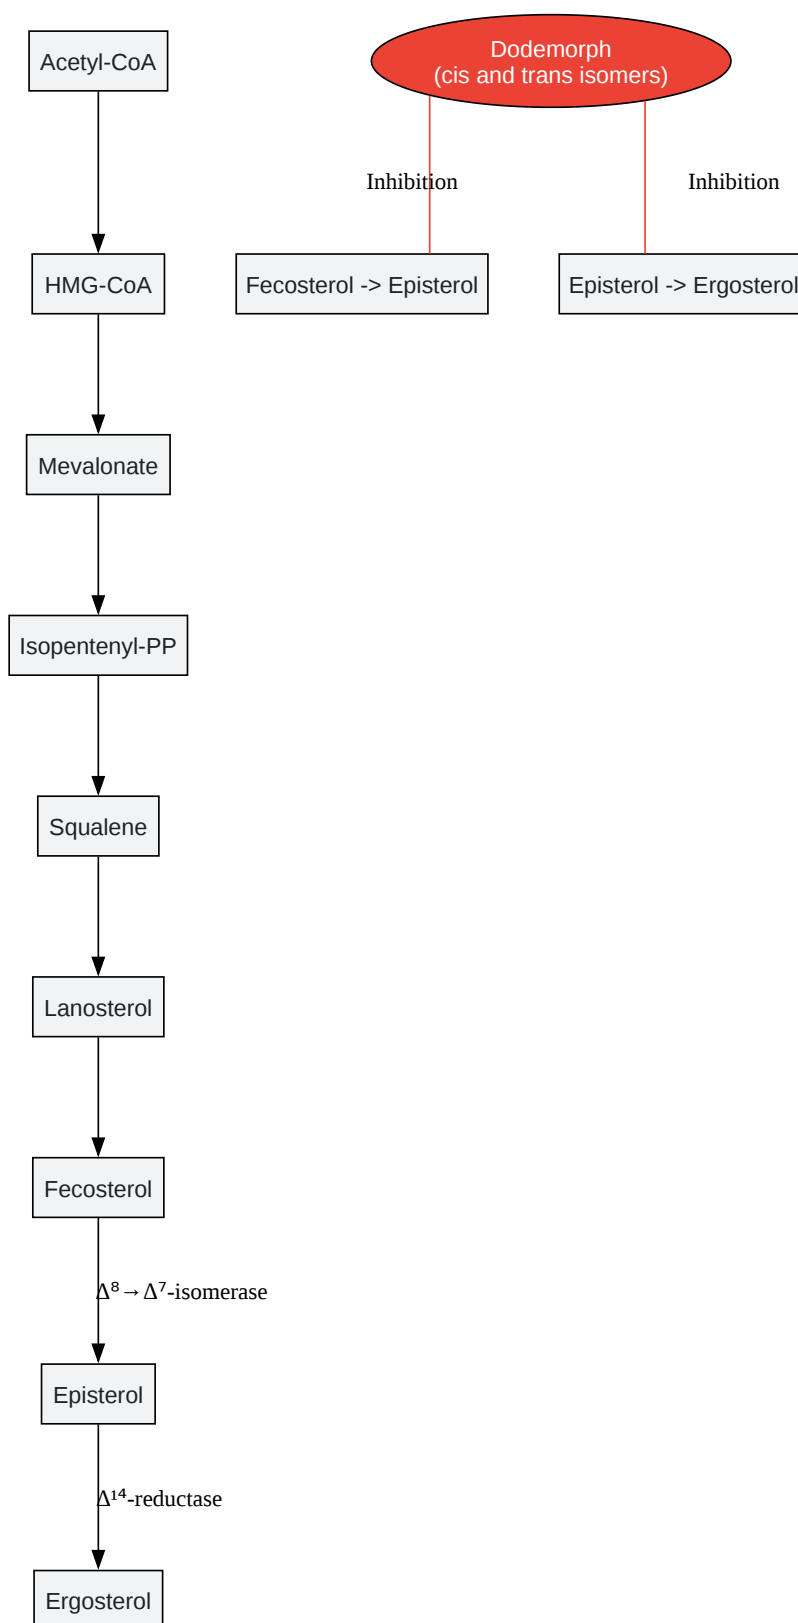 Acetyl-CoA
Dodemorph
(cis and trans isomers)
Inhibition
Inhibition
HMG-CoA
Fecosterol -> Episterol
Episterol -> Ergosterol
Mevalonate
Isopentenyl-PP
Squalene
Lanosterol
Fecosterol
Δ⁸→Δ⁷-isomerase
Episterol
Δ¹⁴-reductase
Ergosterol